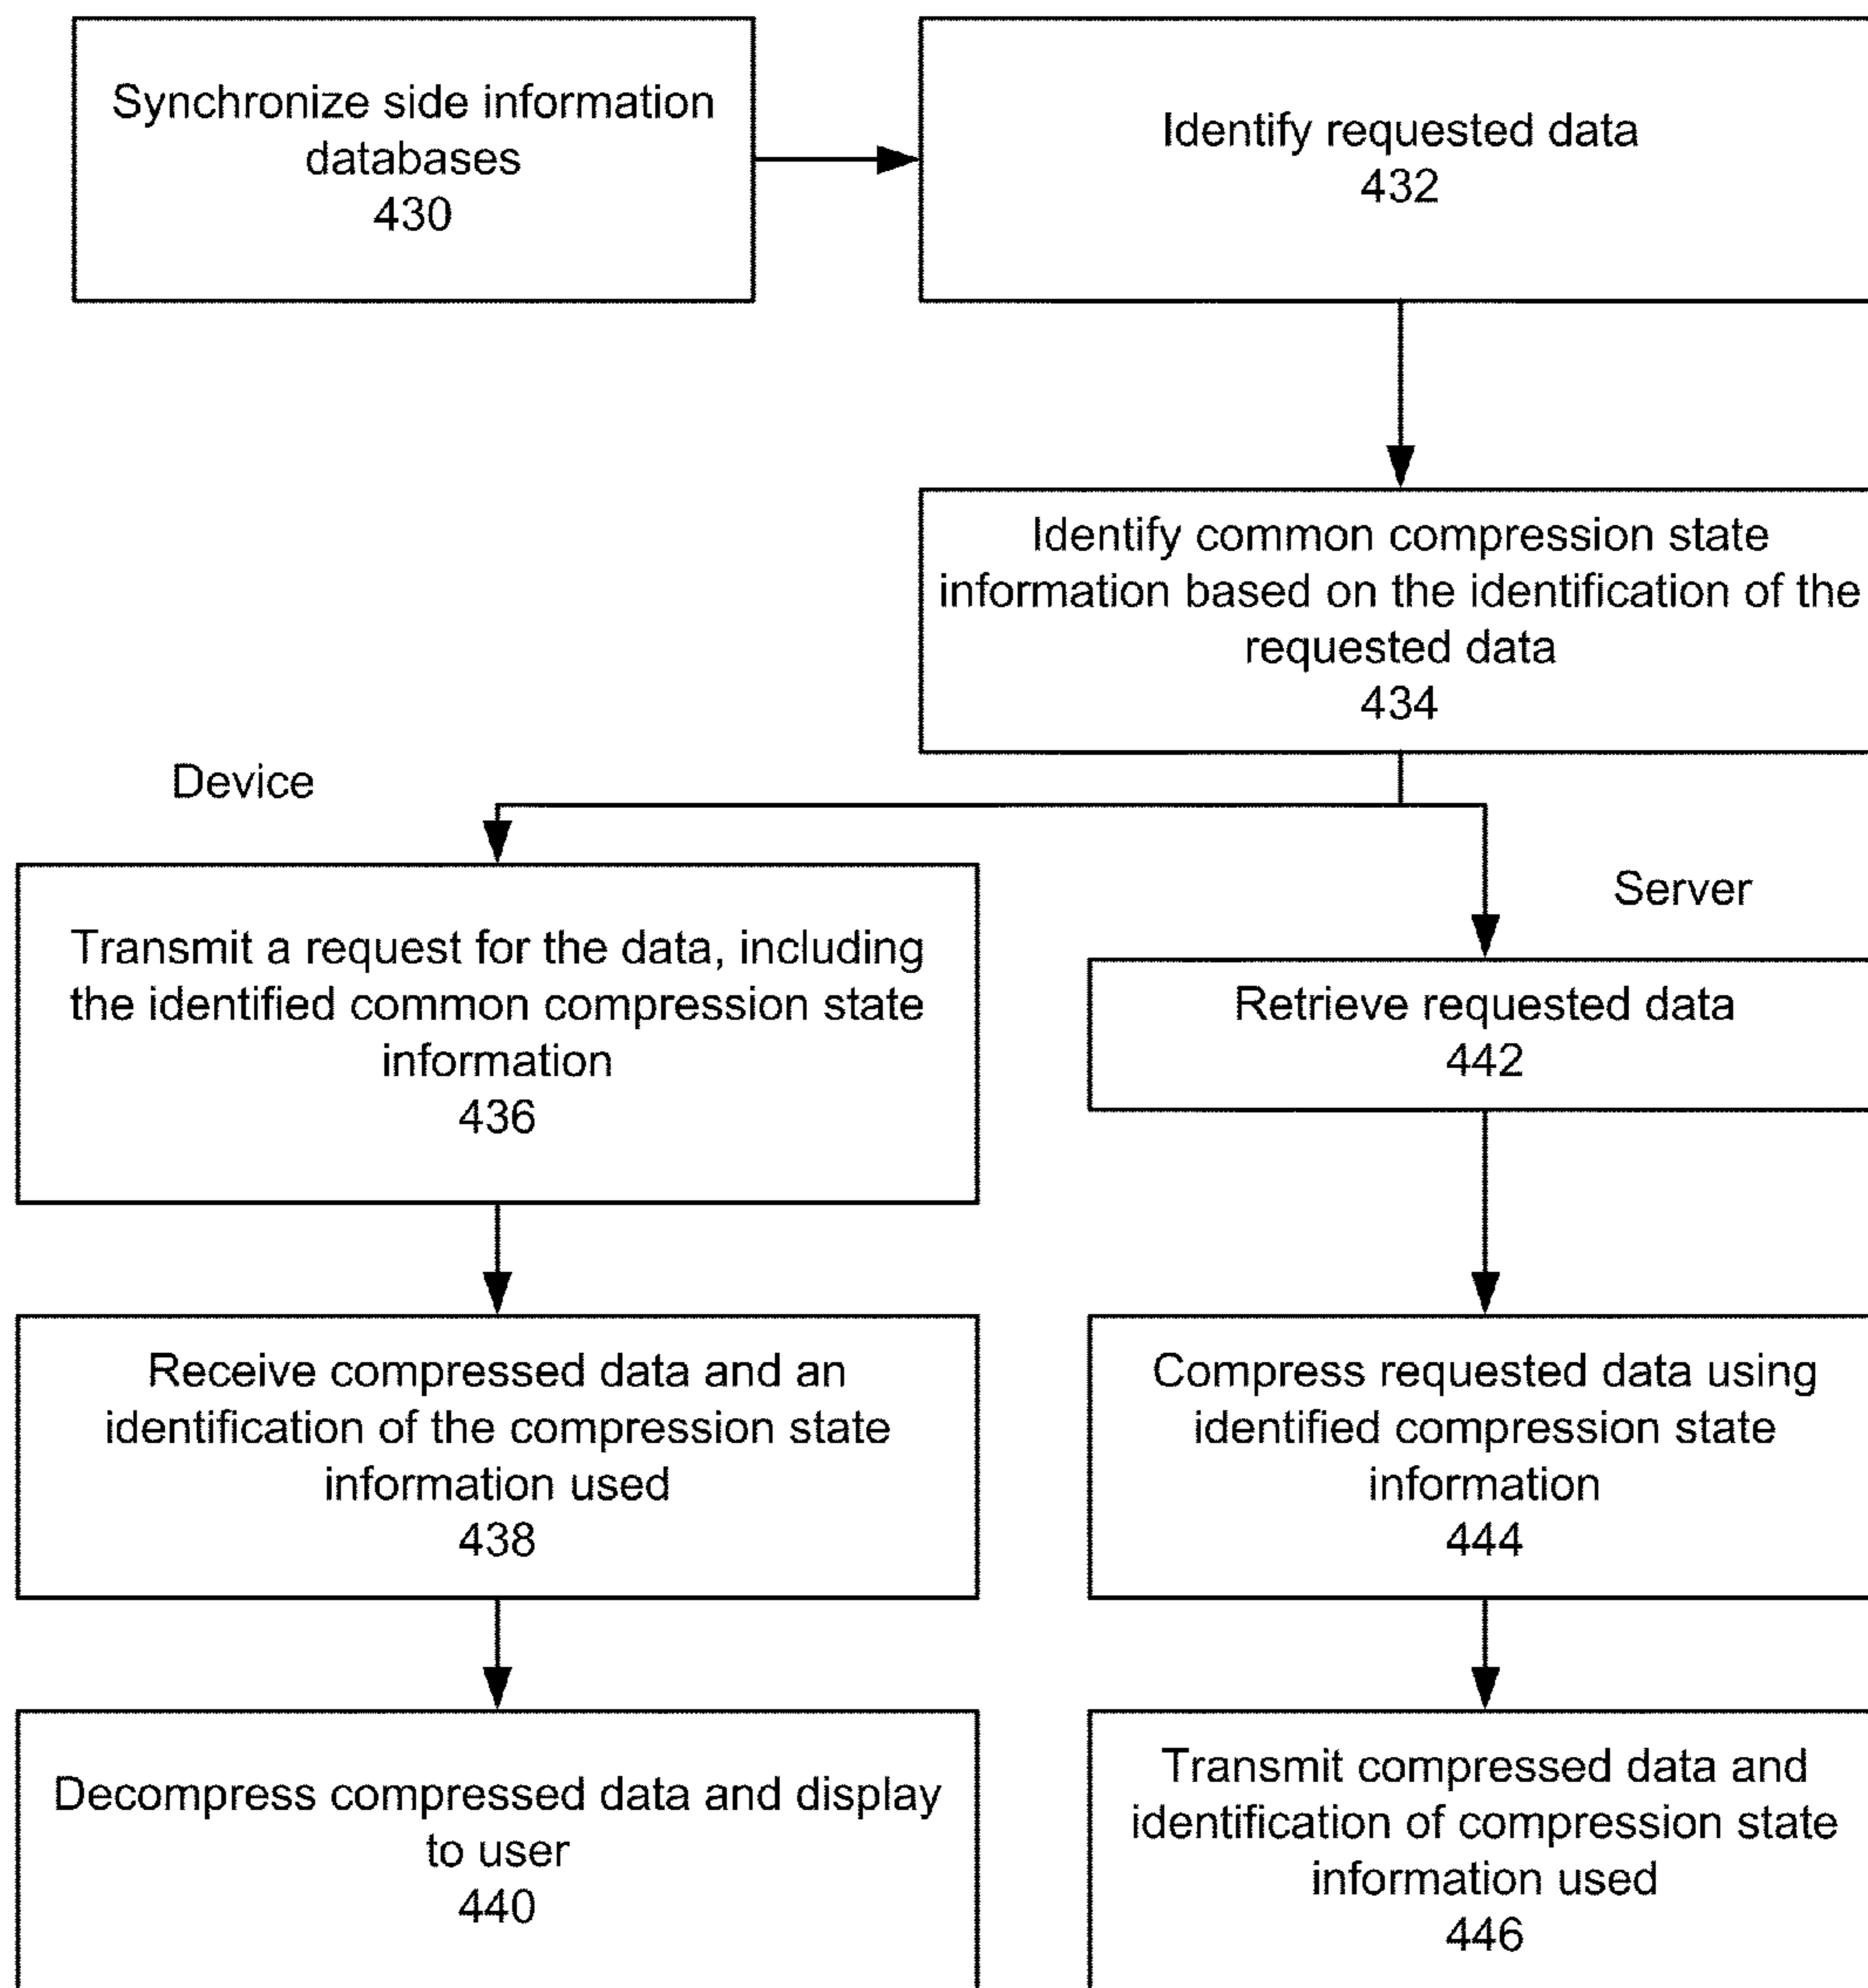 Synchronize side information
databases
430
Identify requested data
432
Identify common compression state
information based on the identification of the
requested data
434
Device
Server
Transmit a request for the data, including
the identified common compression state
information
436
Retrieve requested data
442
Receive compressed data and an
identification of the compression state
information used
438
Compress requested data using
identified compression state
information
444
Decompress compressed data and display
to user
440
Transmit compressed data and
identification of compression state
information used
446